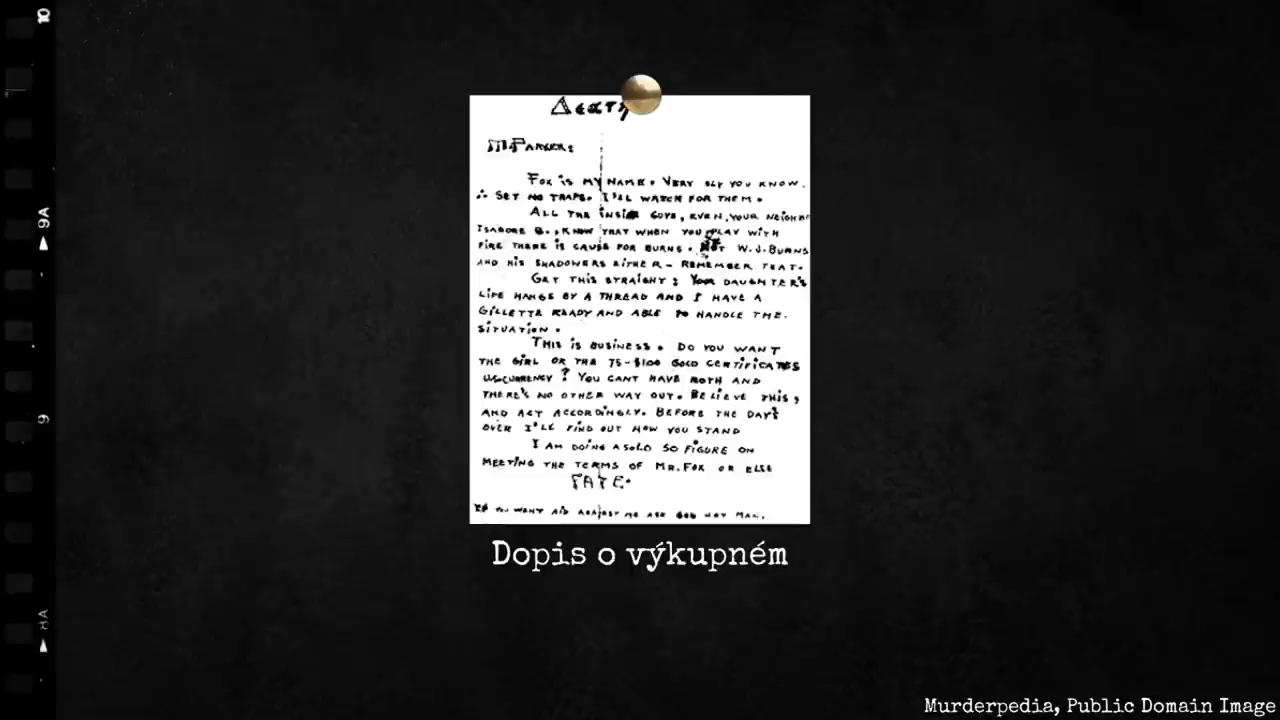 DEATH
M.PARKER:
FOX IS MY NAME. VERY SLY YOU KNOW.
SET NO TRAPS. I'LL WATCH FOR THEM.
ALL THE INSIDE GUYS, EVEN YOUR NEIGHB
ISADORE B., KNOW THAT WHEN YOU PLAY WITH
FIRE THERE IS CAUSE FOR BURNS. NOT W.J.BURNS
AND HIS SHADOWERS EITHER - REMEMBER THAT.
GET THIS STRAIGHT: YOUR DAUGHTER'S
LIFE HANGS BY A THREAD AND I HAVE A
GILLETTE READY AND ABLE TO HANDLE THE.
SITUATION.
THIS IS BUSINESS. DO YOU WANT
THE GIRL OR THE 75-$100 GOLD CERTIFICATES
U.S.CURRENCY? YOU CANT HAVE BOTH AND
THERE'S NO OTHER WAY OUT. BELIEVE THIS,
AND ACT ACCORDINGLY. BEFORE THE DAYS
OVER I'LL FIND OUT HOW YOU STAND
I AM DOING A SOLO SO FIGURE ON
MEETING THE TERMS OF MR.FOX OR ELSE
FATE.
IF YOU WANT AID AGAINST ME ASK GOD NOT MAN.
Dopis o výkupném
Murderpedia, Public Domain Image
10
9A
9
8A